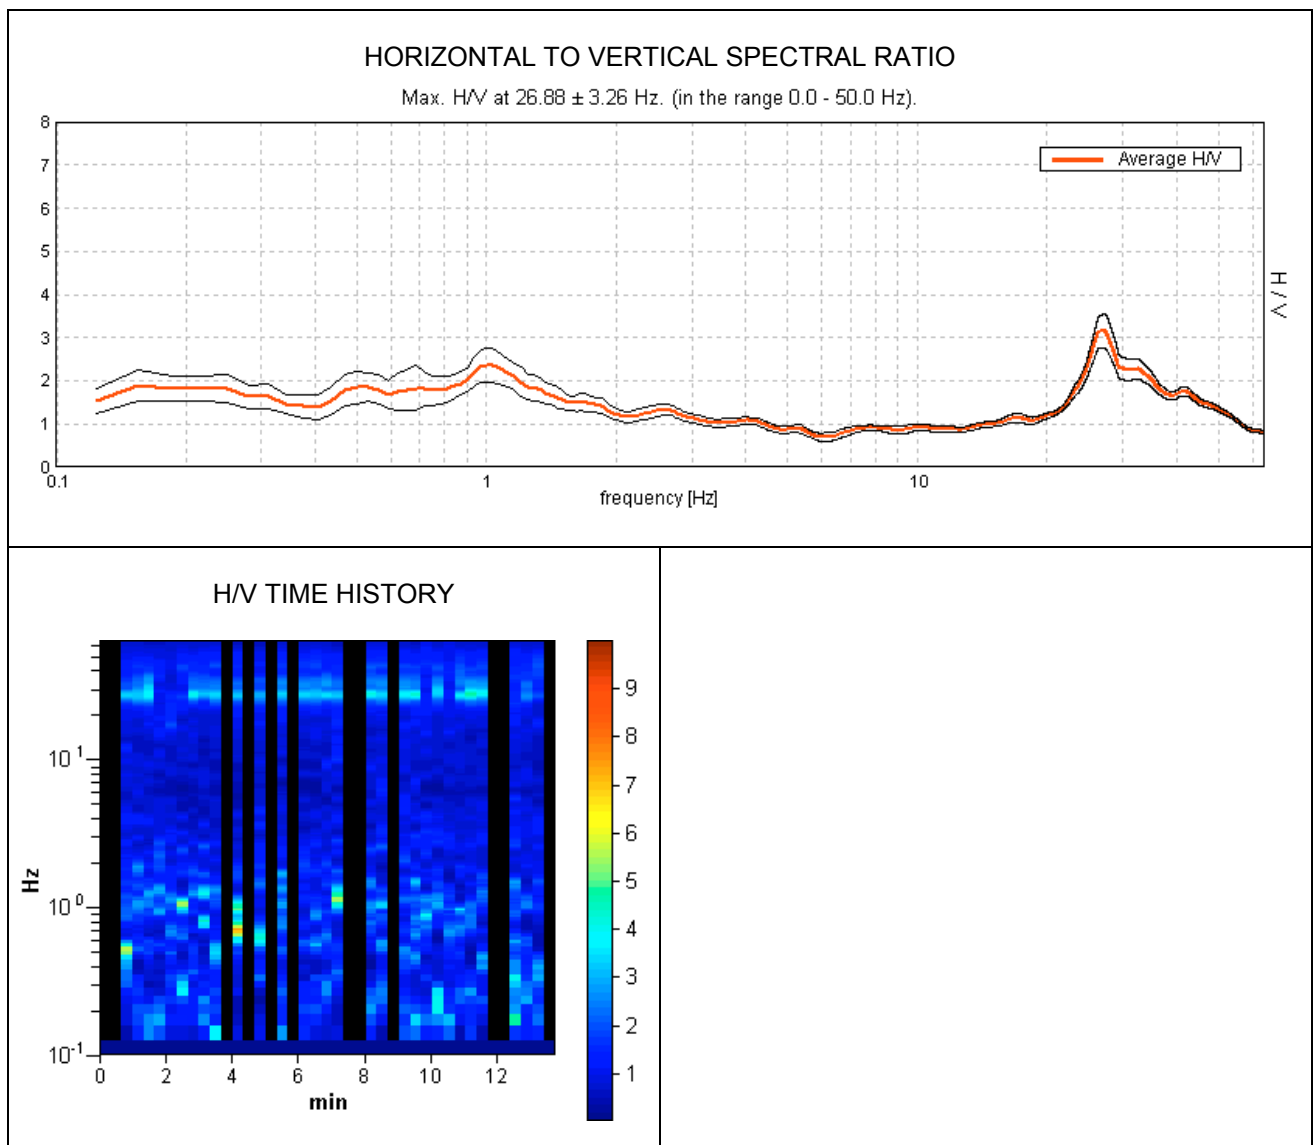 HORIZONTAL TO VERTICAL SPECTRAL RATIO
Max. H/V at 26.88 ± 3.26 Hz. (in the range 0.0 - 50.0 Hz).
8
7
6
5
4
3
2
1
0
Average H/V
H / V
0.1 1 10
frequency [Hz]
H/V TIME HISTORY
10 1
10 0
10 -1
Hz
0 2 4 6 8 10 12
min
9
8
7
6
5
4
3
2
1